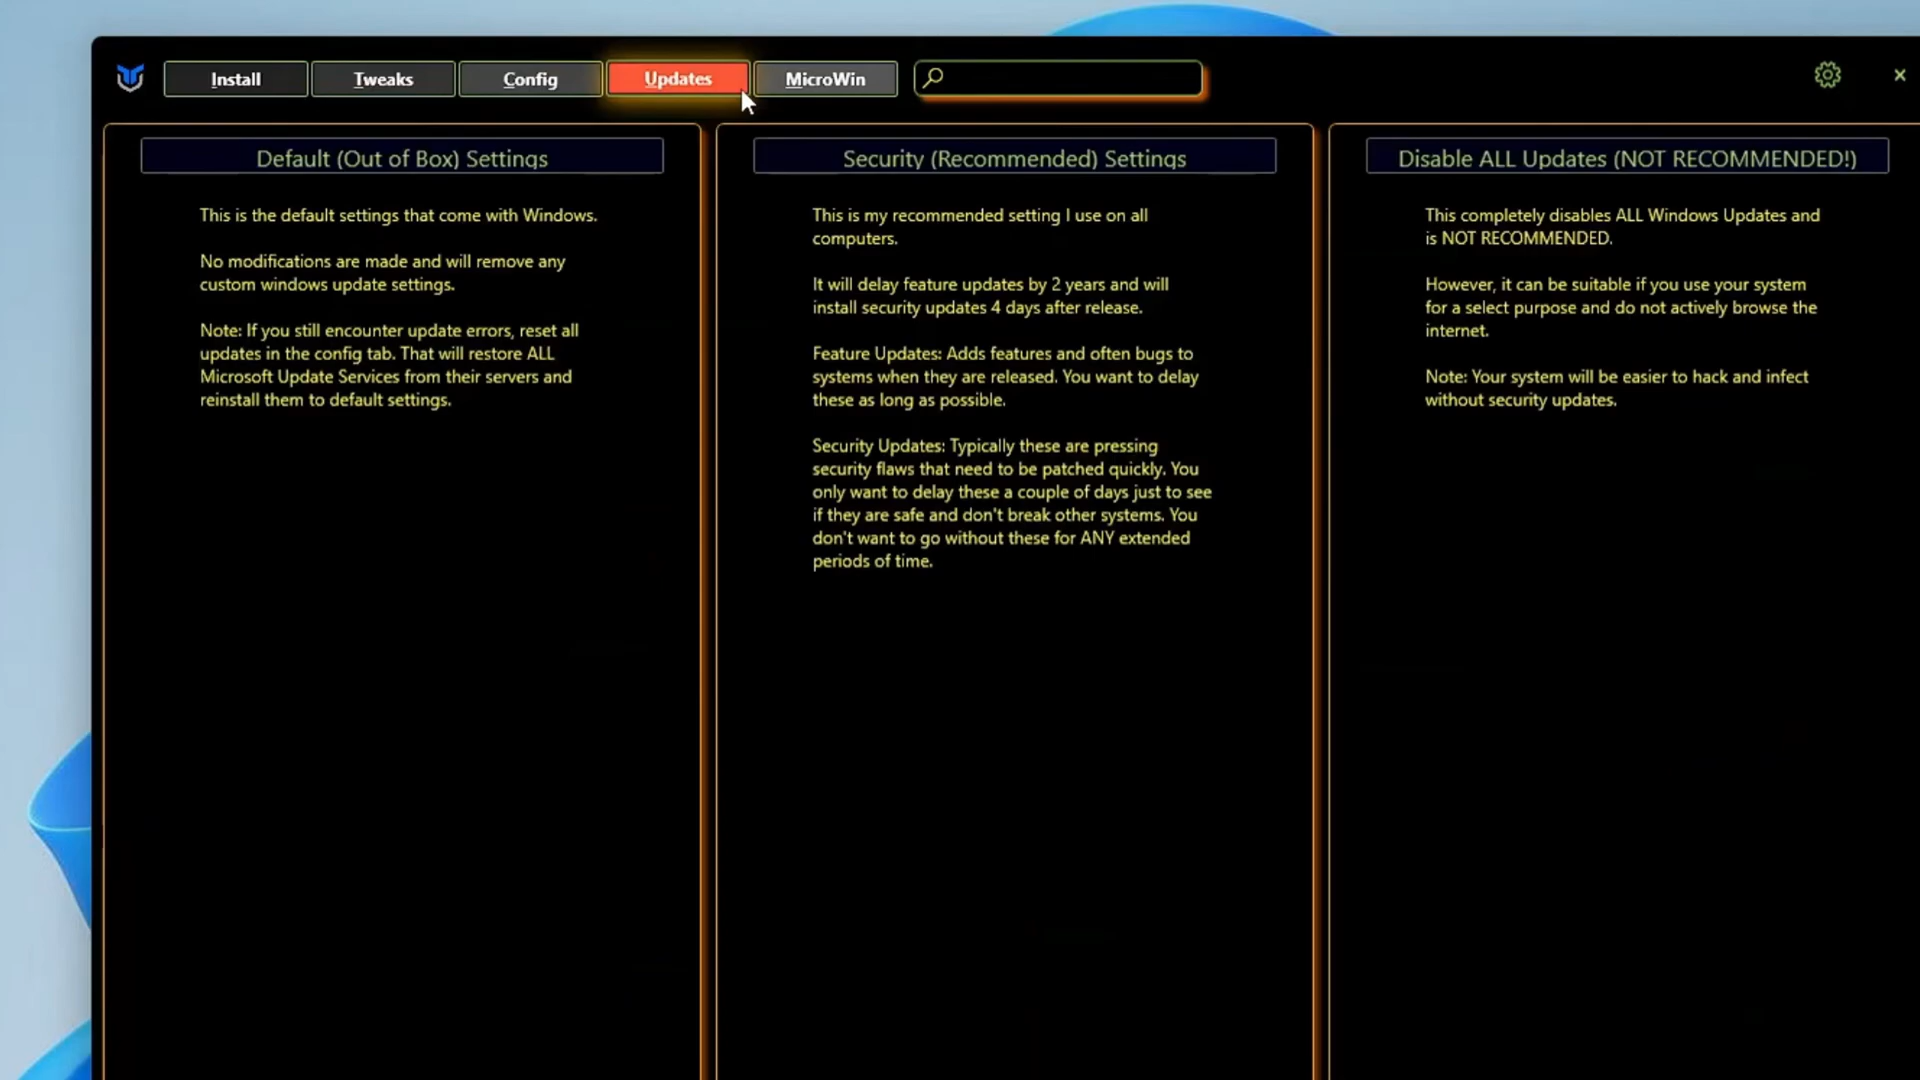 Install
Tweaks
Config
Updates
MicroWin
Default (Out of Box) Settings
This is the default settings that come with Windows.
No modifications are made and will remove any
custom windows update settings.
Note: If you still encounter update errors, reset all
updates in the config tab. That will restore ALL
Microsoft Update Services from their servers and
reinstall them to default settings.
Security (Recommended) Settings
This is my recommended setting I use on all
computers.
It will delay feature updates by 2 years and will
install security updates 4 days after release.
Feature Updates: Adds features and often bugs to
systems when they are released. You want to delay
these as long as possible.
Security Updates: Typically these are pressing
security flaws that need to be patched quickly. You
only want to delay these a couple of days just to see
if they are safe and don't break other systems. You
don't want to go without these for ANY extended
periods of time.
Disable ALL Updates (NOT RECOMMENDED!)
This completely disables ALL Windows Updates and
is NOT RECOMMENDED.
However, it can be suitable if you use your system
for a select purpose and do not actively browse the
internet.
Note: Your system will be easier to hack and infect
without security updates.